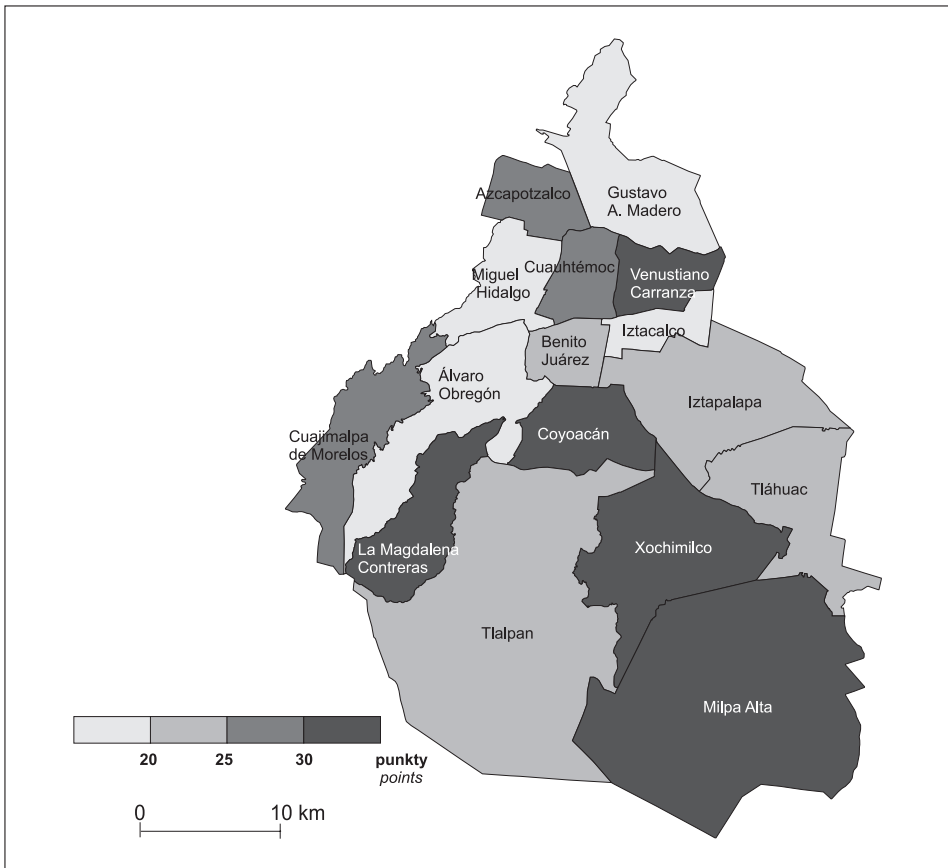 Azcapotzalco
Gustavo
A. Madero
Cuauhtémoc
Venustiano
Carranza
Miguel
Hidalgo
Iztacalco
Benito
Juárez
Álvaro
Obregón
Iztapalapa
Coyoacán
Cuajimalpa
de Morelos
Tláhuac
La Magdalena
Contreras
Xochimilco
Tlalpan
Milpa Alta
20 25 30 punkty
points
0 10 km